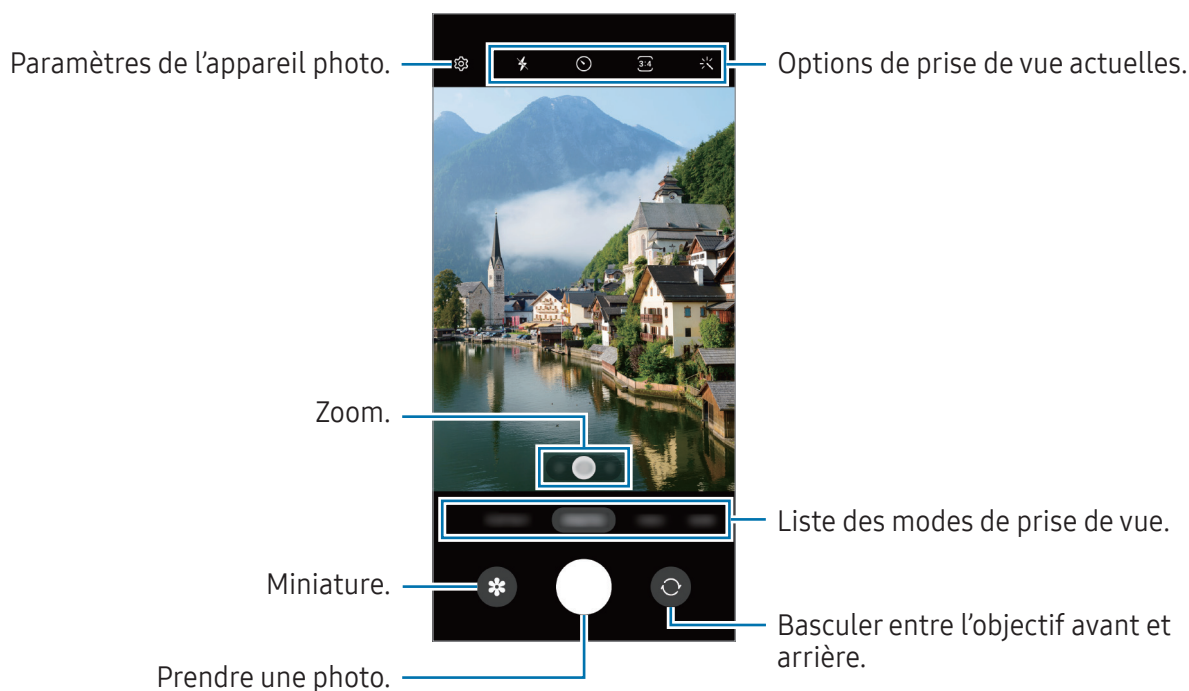 Paramètres de l'appareil photo.
3:4
Options de prise de vue actuelles.
Zoom.
Liste des modes de prise de vue.
Miniature.
Basculer entre l'objectif avant et
arrière.
Prendre une photo.